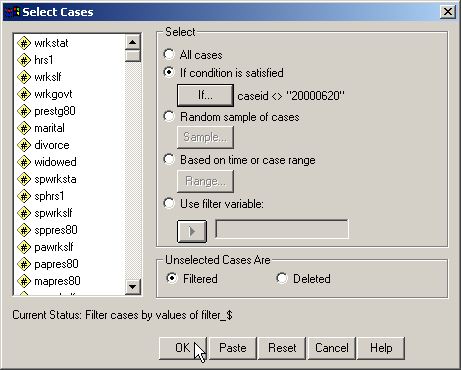 Select Cases
wrkstat
hrs1
wrkslf
wrkgovt
prestg80
marital
divorce
widowed
spwrksta
sphrs1
spwrkslf
sppres80
pawrkslf
papres80
mapres80
Select
All cases
If condition is satisfied
If... caseid <> "20000620"
Random sample of cases
Sample...
Based on time or case range
Range...
Use filter variable:
Unselected Cases Are
Filtered Deleted
Current Status: Filter cases by values of filter_$
OK Paste Reset Cancel Help